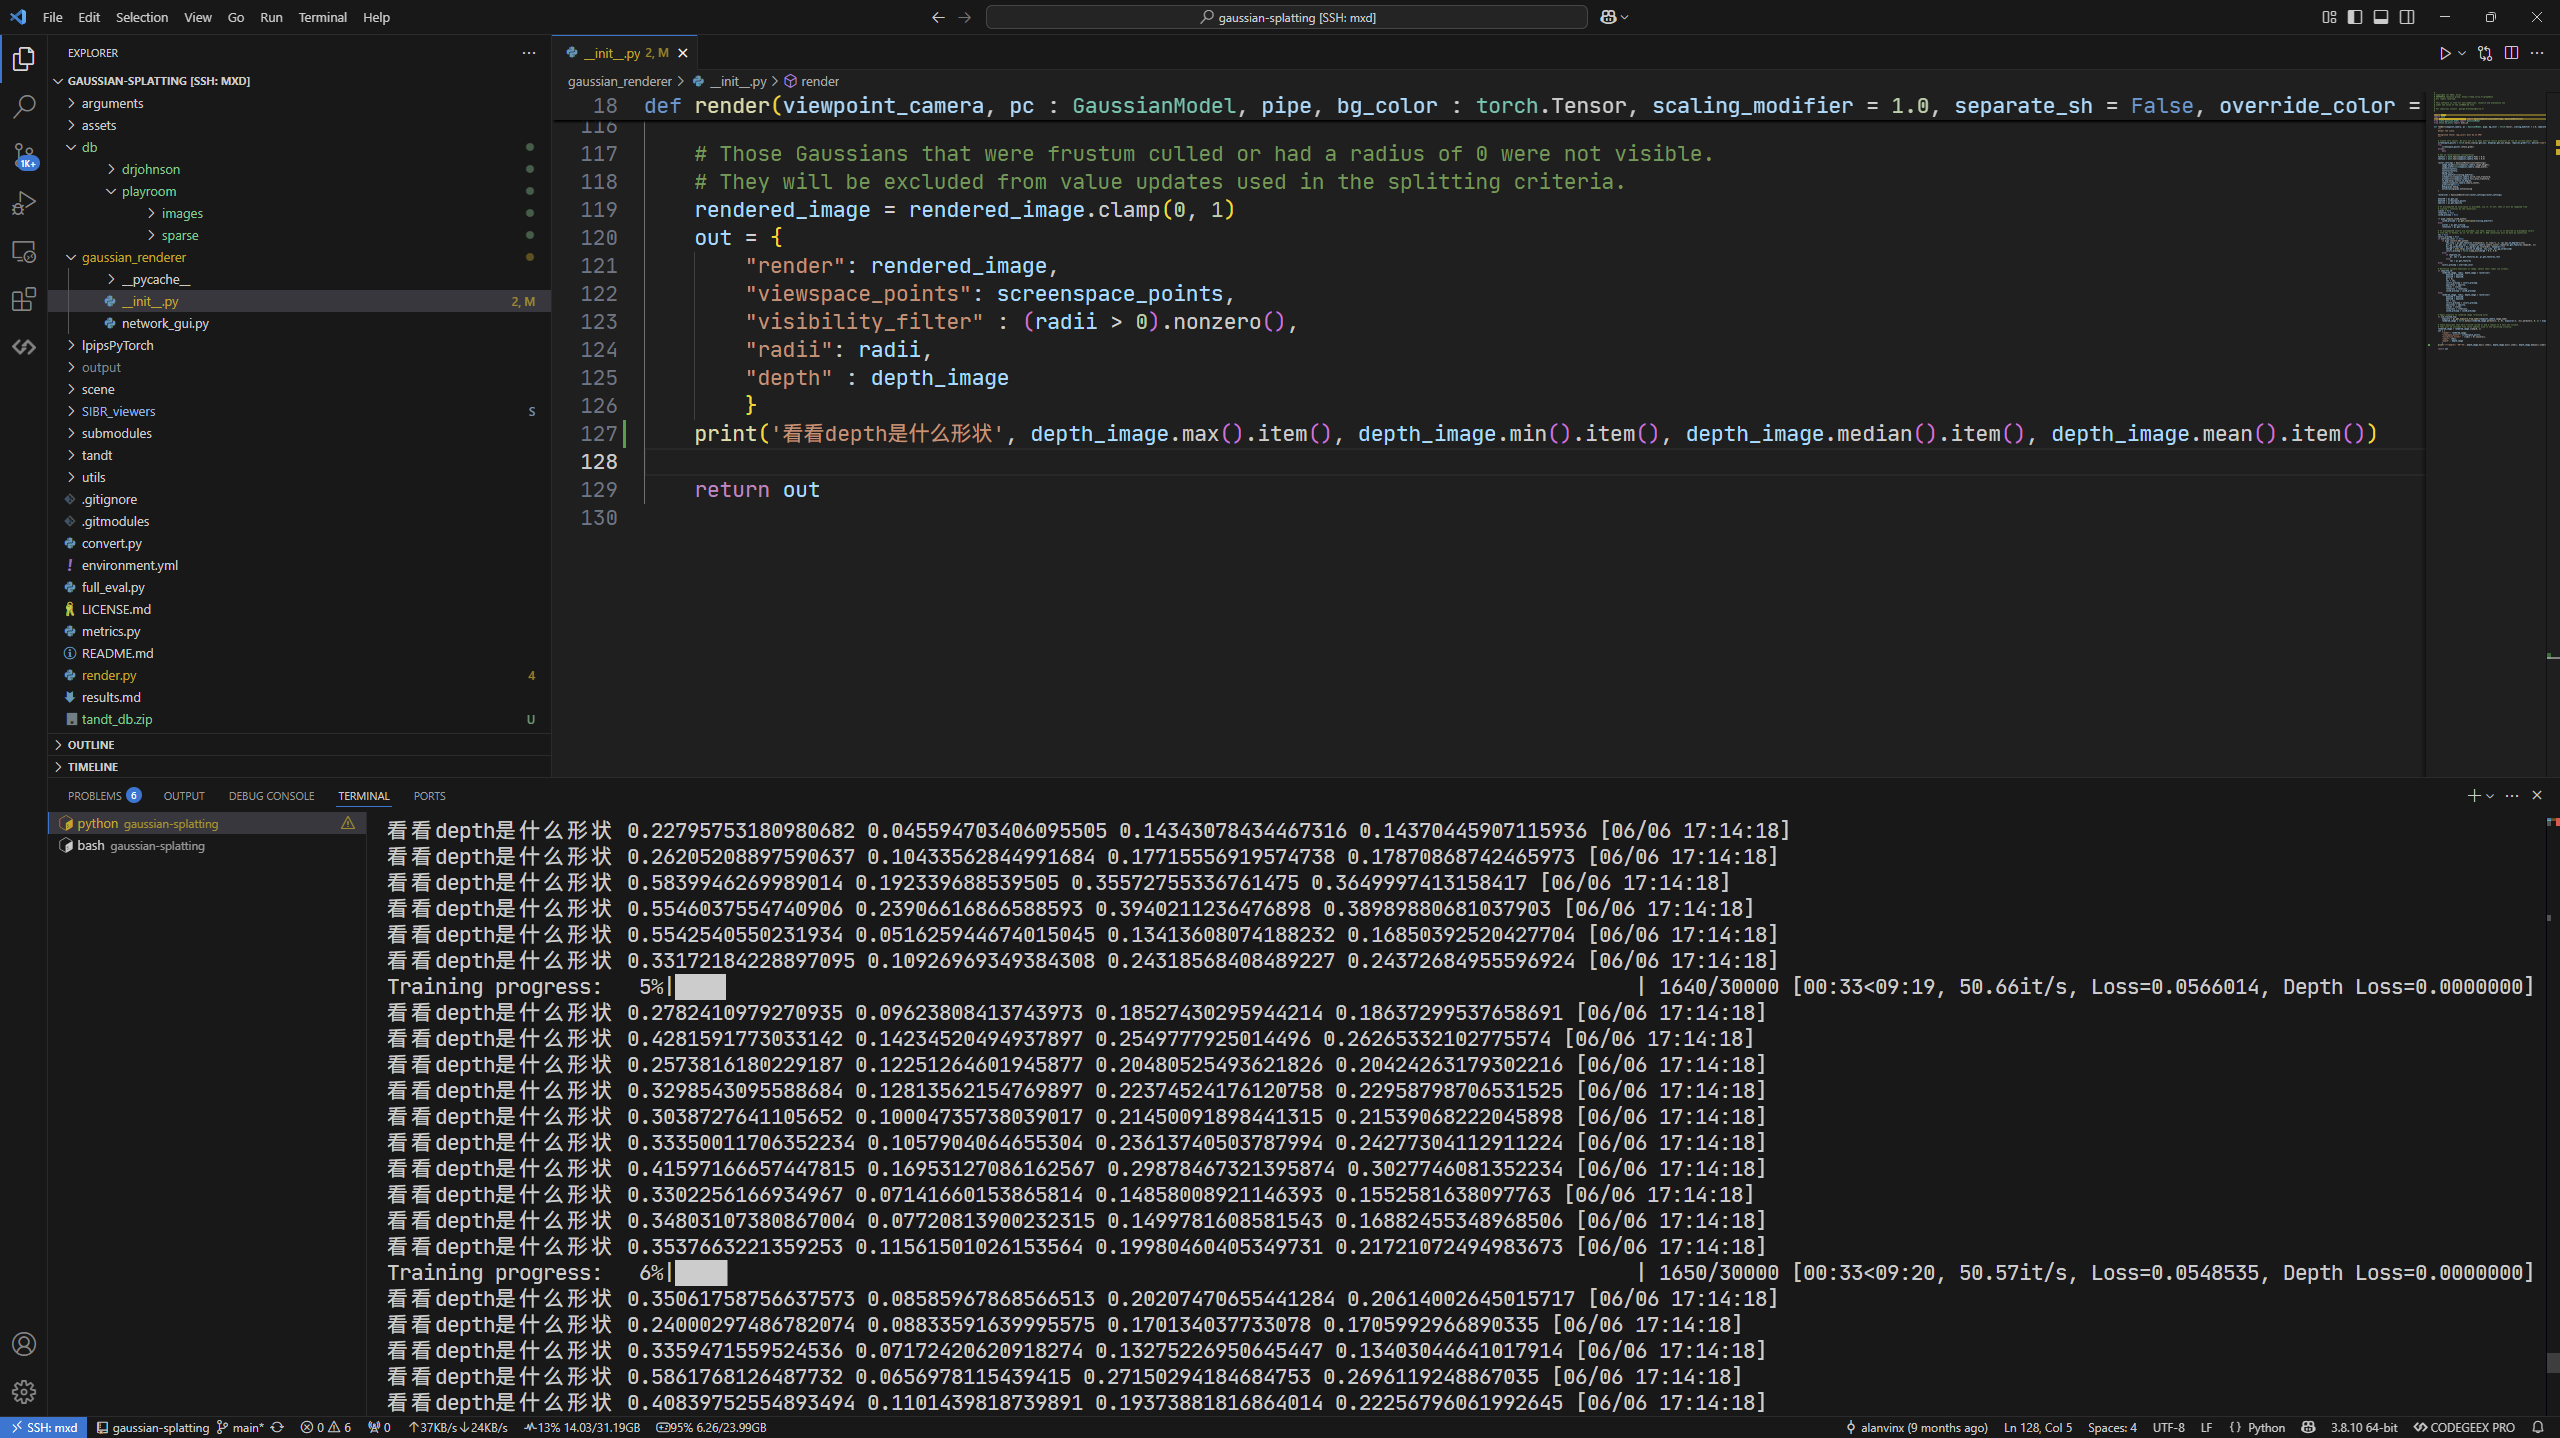 File Edit Selection View Go Run Terminal Help
gaussian-splatting [SSH: mxd]
EXPLORER
GAUSSIAN-SPLATTING [SSH: MXD]
arguments
assets
db
drjohnson
playroom
images
sparse
gaussian_renderer
__pycache__
__init__.py 2, M
network_gui.py
lpipsPyTorch
output
scene
SIBR_viewers S
submodules
tandt
utils
.gitignore
.gitmodules
convert.py
environment.yml
full_eval.py
LICENSE.md
metrics.py
README.md
render.py 4
results.md
tandt_db.zip U
OUTLINE
TIMELINE
1K+
__init__.py 2, M
gaussian_renderer > __init__.py > render
18 def render(viewpoint_camera, pc : GaussianModel, pipe, bg_color : torch.Tensor, scaling_modifier = 1.0, separate_sh = False, override_color =
116
117 # Those Gaussians that were frustum culled or had a radius of 0 were not visible.
118 # They will be excluded from value updates used in the splitting criteria.
119 rendered_image = rendered_image.clamp(0, 1)
120 out = {
121 "render": rendered_image,
122 "viewspace_points": screenspace_points,
123 "visibility_filter" : (radii > 0).nonzero(),
124 "radii": radii,
125 "depth" : depth_image
126 }
127 print('看看depth是什么形状', depth_image.max().item(), depth_image.min().item(), depth_image.median().item(), depth_image.mean().item())
128
129 return out
130
PROBLEMS 6 OUTPUT DEBUG CONSOLE TERMINAL PORTS
python gaussian-splatting
bash gaussian-splatting
看看depth是什么形状 0.22795753180980682 0.045594703406095505 0.14343078434467316 0.14370445907115936 [06/06 17:14:18]
看看depth是什么形状 0.26205208897590637 0.10433562844991684 0.17715556919574738 0.17870868742465973 [06/06 17:14:18]
看看depth是什么形状 0.5839946269989014 0.192339688539505 0.35572755336761475 0.3649997413158417 [06/06 17:14:18]
看看depth是什么形状 0.5546037554740906 0.23906616866588593 0.3940211236476898 0.38989880681037903 [06/06 17:14:18]
看看depth是什么形状 0.5542540550231934 0.051625944674015045 0.13413608074188232 0.16850392520427704 [06/06 17:14:18]
看看depth是什么形状 0.33172184228897095 0.10926969349384308 0.24318568408489227 0.24372684955596924 [06/06 17:14:18]
Training progress: 5%| | 1640/30000 [00:33<09:19, 50.66it/s, Loss=0.0566014, Depth Loss=0.0000000]
看看depth是什么形状 0.2782410979270935 0.09623808413743973 0.18527430295944214 0.18637299537658691 [06/06 17:14:18]
看看depth是什么形状 0.4281591773033142 0.14234520494937897 0.2549777925014496 0.26265332102775574 [06/06 17:14:18]
看看depth是什么形状 0.2573816180229187 0.12251264601945877 0.20480525493621826 0.20424263179302216 [06/06 17:14:18]
看看depth是什么形状 0.3298543095588684 0.12813562154769897 0.22374524176120758 0.22958798706531525 [06/06 17:14:18]
看看depth是什么形状 0.3038727641105652 0.10004735738039017 0.21450091898441315 0.21539068222045898 [06/06 17:14:18]
看看depth是什么形状 0.33350011706352234 0.1057904064655304 0.23613740503787994 0.24277304112911224 [06/06 17:14:18]
看看depth是什么形状 0.41597166657447815 0.16953127086162567 0.29878467321395874 0.3027746081352234 [06/06 17:14:18]
看看depth是什么形状 0.3302256166934967 0.07141660153865814 0.14858008921146393 0.1552581638097763 [06/06 17:14:18]
看看depth是什么形状 0.34803107380867004 0.07720813900232315 0.1499781608581543 0.16882455348968506 [06/06 17:14:18]
看看depth是什么形状 0.3537663221359253 0.11561501026153564 0.19980460405349731 0.21721072494983673 [06/06 17:14:18]
Training progress: 6%| | 1650/30000 [00:33<09:20, 50.57it/s, Loss=0.0548535, Depth Loss=0.0000000]
看看depth是什么形状 0.35061758756637573 0.08585967868566513 0.20207470655441284 0.20614002645015717 [06/06 17:14:18]
看看depth是什么形状 0.24000297486782074 0.08833591639995575 0.170134037733078 0.1705992966890335 [06/06 17:14:18]
看看depth是什么形状 0.3359471559524536 0.07172420620918274 0.13275226950645447 0.13403044641017914 [06/06 17:14:18]
看看depth是什么形状 0.5861768126487732 0.0656978115439415 0.27150294184684753 0.2696119248867035 [06/06 17:14:18]
看看depth是什么形状 0.40839752554893494 0.1101439818739891 0.19373881816864014 0.22256796061992645 [06/06 17:14:18]
SSH: mxd gaussian-splatting main* 0 6 0 ↑37KB/s↓24KB/s 13% 14.03/31.19GB 95% 6.26/23.99GB alanvinx (9 months ago) Ln 128, Col 5 Spaces: 4 UTF-8 LF { } Python 3.8.10 64-bit CODEGEEX PRO